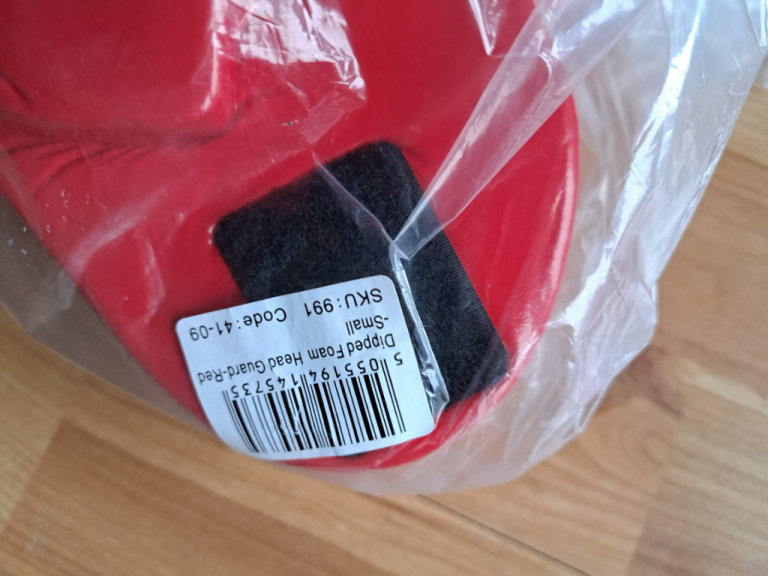 5 055194 145735
Dipped Foam Head Guard-Red
-Small
SKU: 991 Code: 41-09